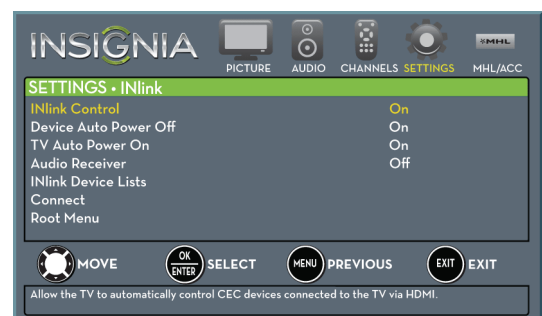 INSIGNIA
PICTURE AUDIO CHANNELS SETTINGS MHL/ACC
MHL
SETTINGS • INlink
INlink Control On
Device Auto Power Off On
TV Auto Power On On
Audio Receiver Off
INlink Device Lists
Connect
Root Menu
MOVE OK ENTER SELECT MENU PREVIOUS EXIT EXIT
Allow the TV to automatically control CEC devices connected to the TV via HDMI.